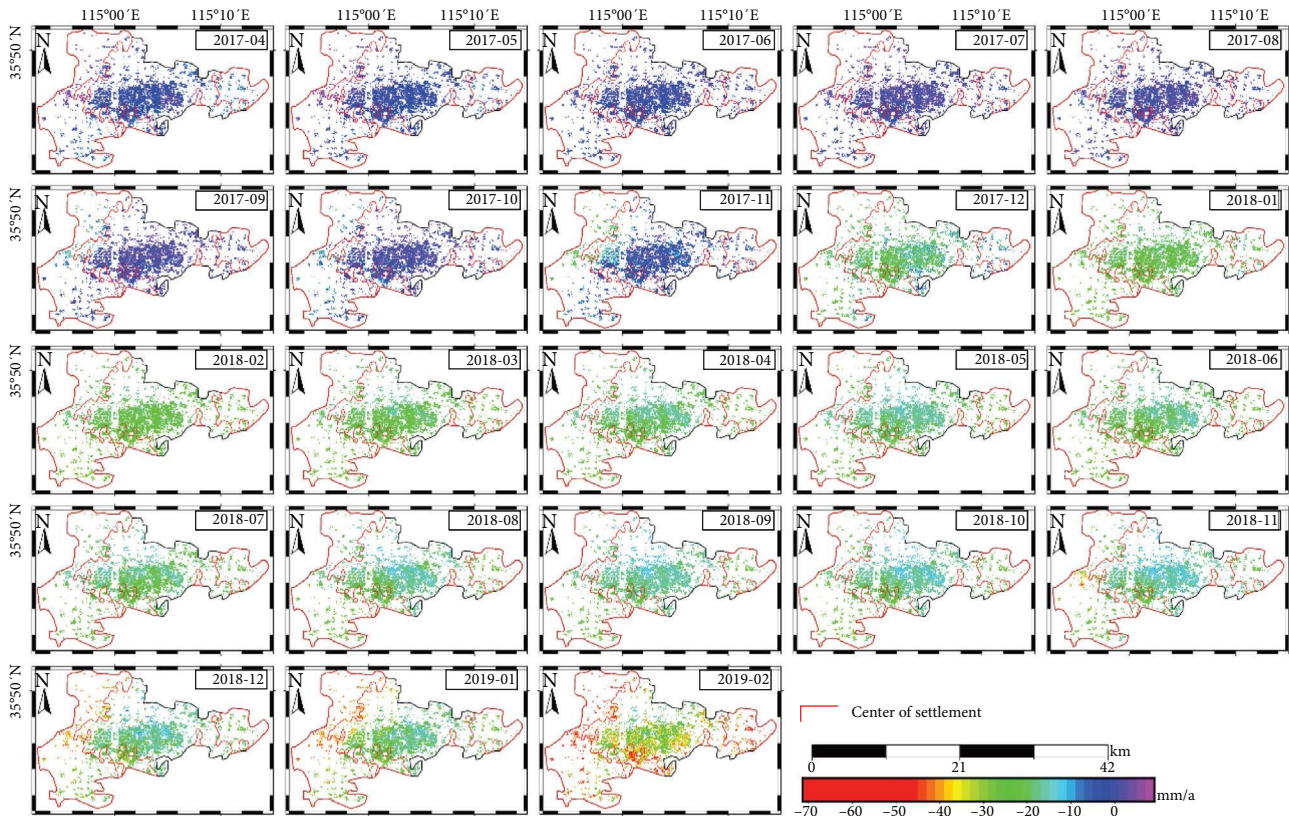 115°00′ E 115°10′ E 115°00′ E 115°10′ E 115°00′ E 115°10′ E 115°00′ E 115°10′ E 115°00′ E 115°10′ E
35°50′ N N 2017-04 N 2017-05 N 2017-06 N 2017-07 N 2017-08
35°50′ N N 2017-09 N 2017-10 N 2017-11 N 2017-12 N 2018-01
35°50′ N N 2018-02 N 2018-03 N 2018-04 N 2018-05 N 2018-06
35°50′ N N 2018-07 N 2018-08 N 2018-09 N 2018-10 N 2018-11
35°50′ N N 2018-12 N 2019-01 N 2019-02
Center of settlement
km
0 21 42
mm/a
−70 −60 −50 −40 −30 −20 −10 0